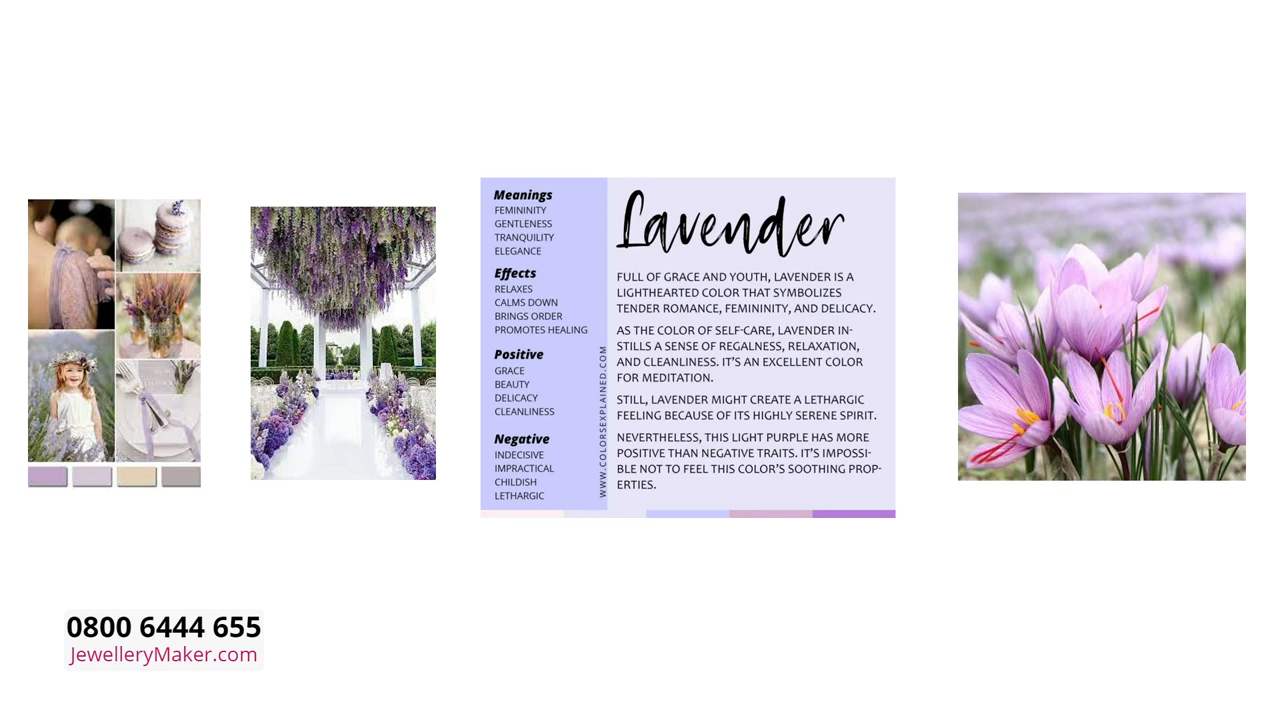 Meanings
FEMININITY
GENTLENESS
TRANQUILITY
ELEGANCE
Effects
RELAXES
CALMS DOWN
BRINGS ORDER
PROMOTES HEALING
Positive
GRACE
BEAUTY
DELICACY
CLEANLINESS
Negative
INDECISIVE
IMPRACTICAL
CHILDISH
LETHARGIC
WWW.COLORSEXPLAINED.COM
Lavender
FULL OF GRACE AND YOUTH, LAVENDER IS A
LIGHTHEARTED COLOR THAT SYMBOLIZES
TENDER ROMANCE, FEMININITY, AND DELICACY.
AS THE COLOR OF SELF-CARE, LAVENDER IN-
STILLS A SENSE OF REGALNESS, RELAXATION,
AND CLEANLINESS. IT'S AN EXCELLENT COLOR
FOR MEDITATION.
STILL, LAVENDER MIGHT CREATE A LETHARGIC
FEELING BECAUSE OF ITS HIGHLY SERENE SPIRIT.
NEVERTHELESS, THIS LIGHT PURPLE HAS MORE
POSITIVE THAN NEGATIVE TRAITS. IT'S IMPOSSI-
BLE NOT TO FEEL THIS COLOR'S SOOTHING PROP-
ERTIES.
0800 6444 655
JewelleryMaker.com